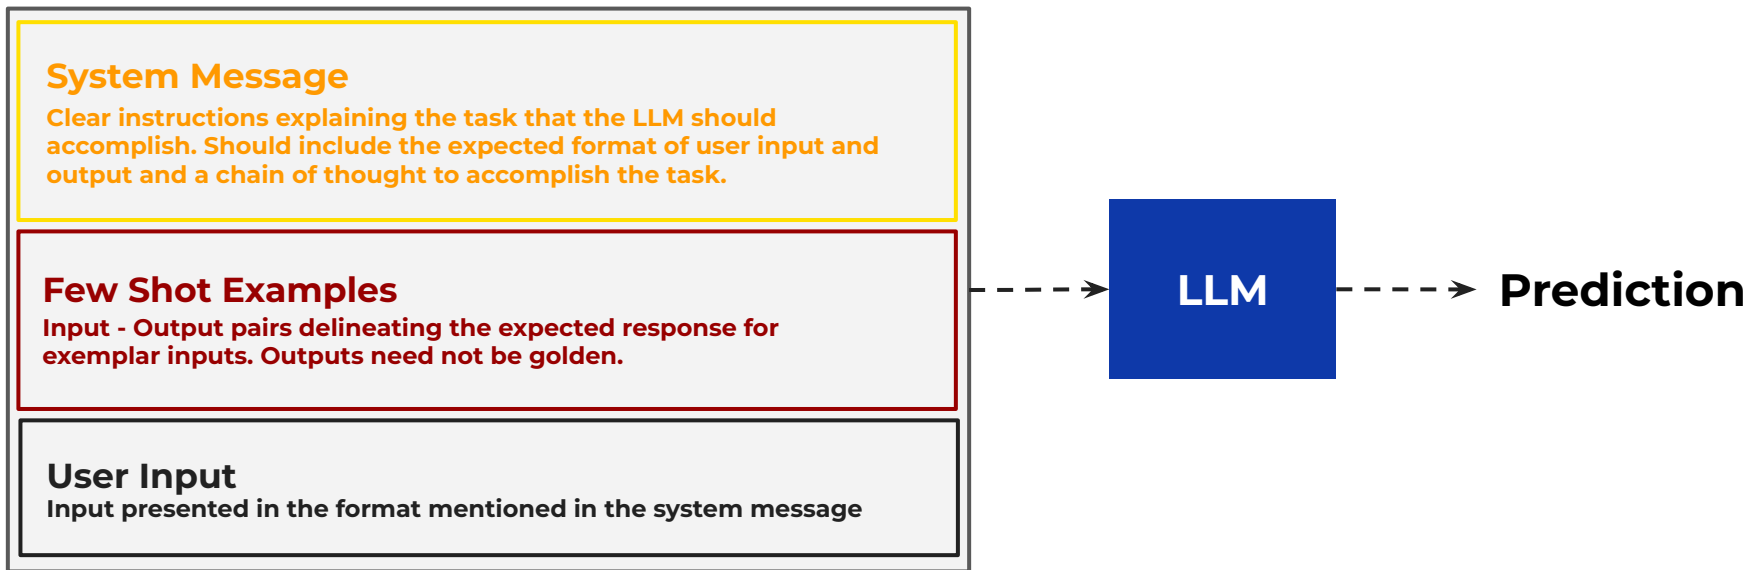 System Message
Clear instructions explaining the task that the LLM should
accomplish. Should include the expected format of user input and
output and a chain of thought to accomplish the task.
Few Shot Examples
Input - Output pairs delineating the expected response for
exemplar inputs. Outputs need not be golden.
User Input
Input presented in the format mentioned in the system message
LLM
Prediction